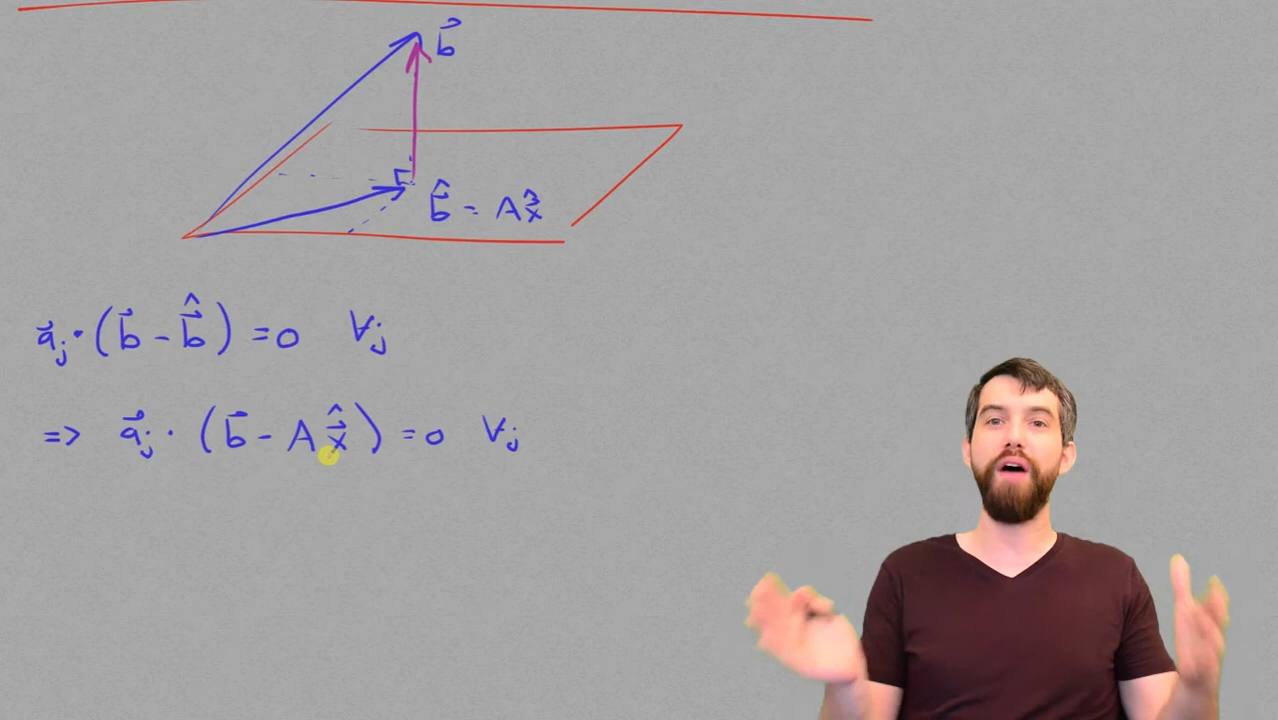 b⃗
b⃗̂ = Ax⃗̂
a⃗ⱼ · (b⃗ - b⃗̂) = 0 ∀j
=> a⃗ⱼ · (b⃗ - Ax⃗̂) = 0 ∀j